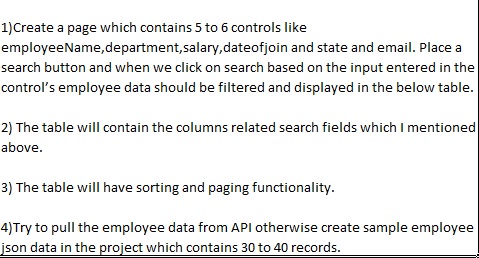 1)Create a page which contains 5 to 6 controls like
employeeName,department,salary,dateofjoin and state and email. Place a
search button and when we click on search based on the input entered in the
control's employee data should be filtered and displayed in the below table.
2) The table will contain the columns related search fields which I mentioned
above.
3) The table will have sorting and paging functionality.
4)Try to pull the employee data from API otherwise create sample employee
json data in the project which contains 30 to 40 records.